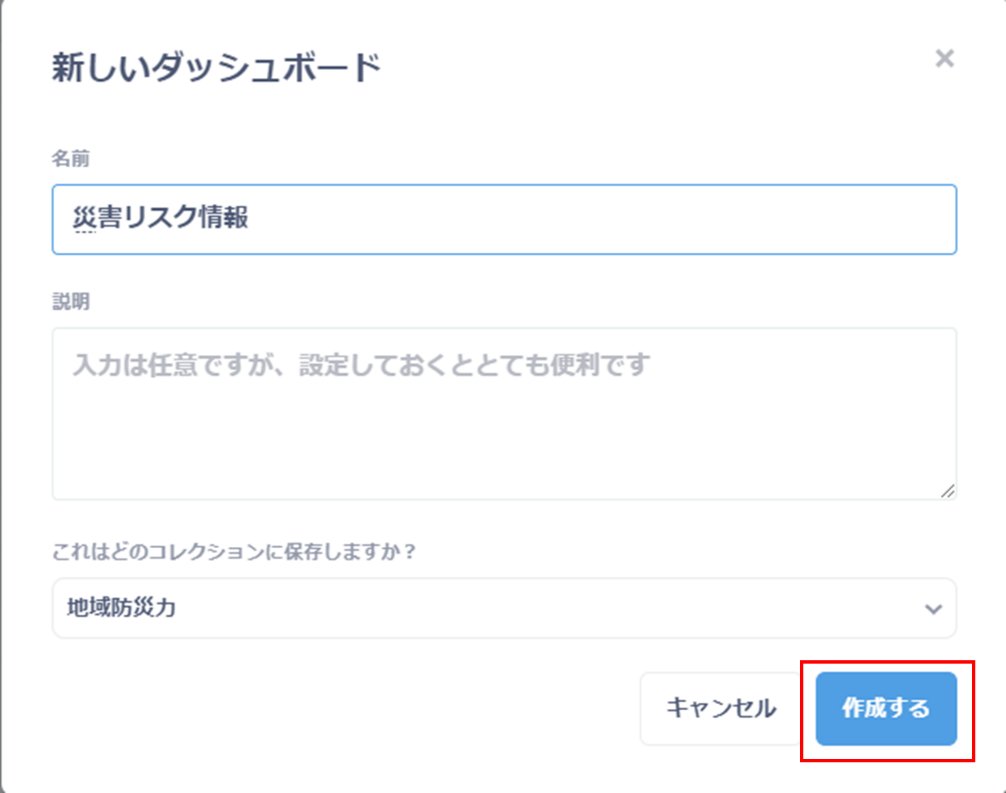 新しいダッシュボード
名前
災害リスク情報
説明
入力は任意ですが、設定しておくととても便利です
これはどのコレクションに保存しますか？
地域防災力
キャンセル
作成する